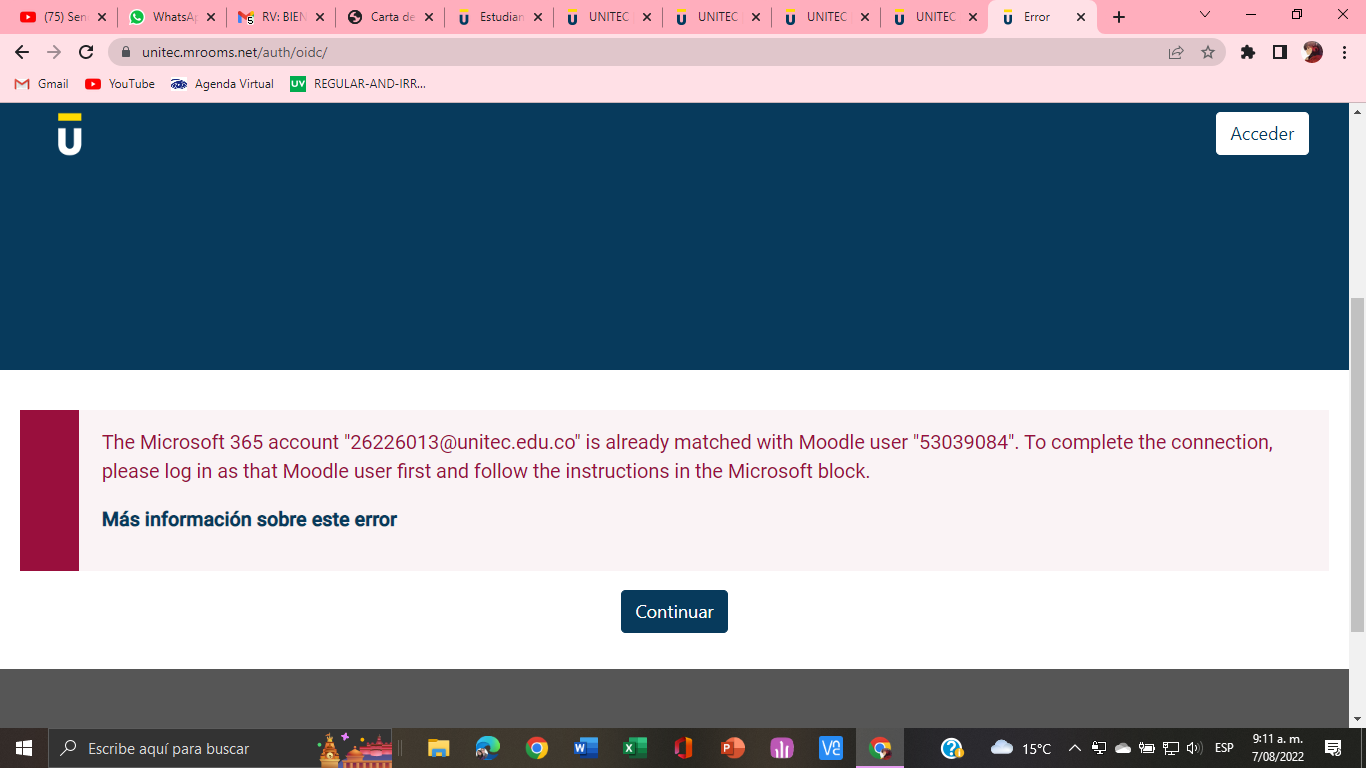 (75) Sen
WhatsAp
RV: BIEN
Carta de
Estudian
UNITEC
UNITEC
UNITEC
UNITEC
Error
unitec.mrooms.net/auth/oidc/
Gmail
YouTube
Agenda Virtual
UV
REGULAR-AND-IRR...
Acceder
The Microsoft 365 account "26226013@unitec.edu.co" is already matched with Moodle user "53039084". To complete the connection,
please log in as that Moodle user first and follow the instructions in the Microsoft block.
Más información sobre este error
Continuar
Escribe aquí para buscar
15°C
ESP
9:11 a. m.
7/08/2022